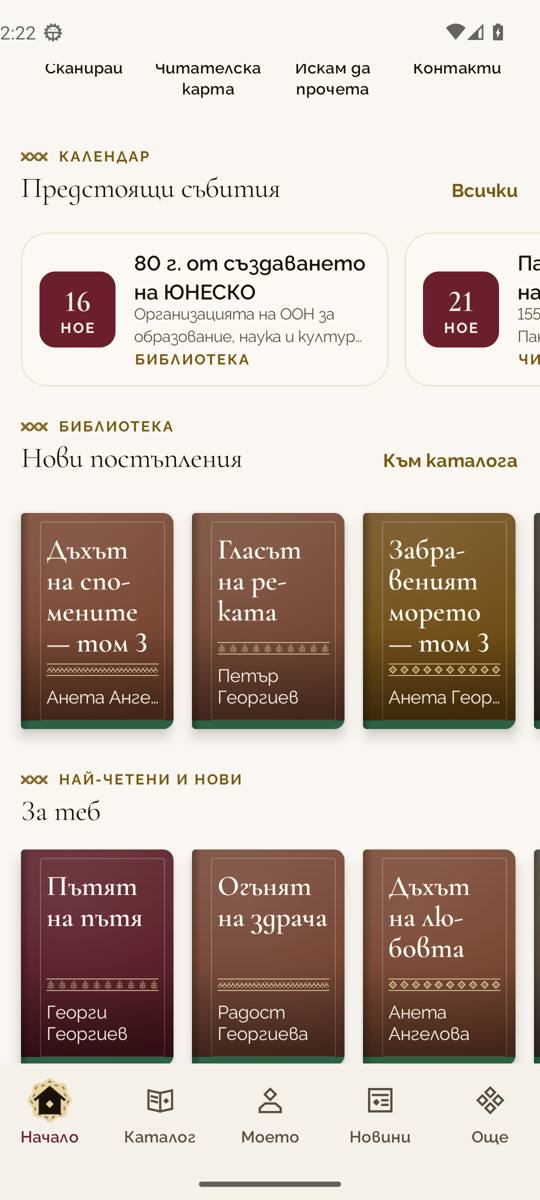 2:22
Сканирай
Читателска
карта
Искам да
прочета
Контакти
КАЛЕНДАР
Предстоящи събития
Всички
16
НОЕ
80 г. от създаването
на ЮНЕСКО
Организацията на ООН за
образование, наука и култур…
БИБЛИОТЕКА
21
НОЕ
БИБЛИОТЕКА
Нови постъпления
Към каталога
Дъхът
на спо-
мените
— том 3
Анета Анге…
Гласът
на ре-
ката
Петър
Георгиев
Забра-
веният
морето
— том 3
Анета Геор…
НАЙ-ЧЕТЕНИ И НОВИ
За теб
Пътят
на пътя
Георги
Георгиев
Огънят
на здрача
Радост
Георгиева
Дъхът
на лю-
бовта
Анета
Ангелова
Начало
Каталог
Моето
Новини
Още